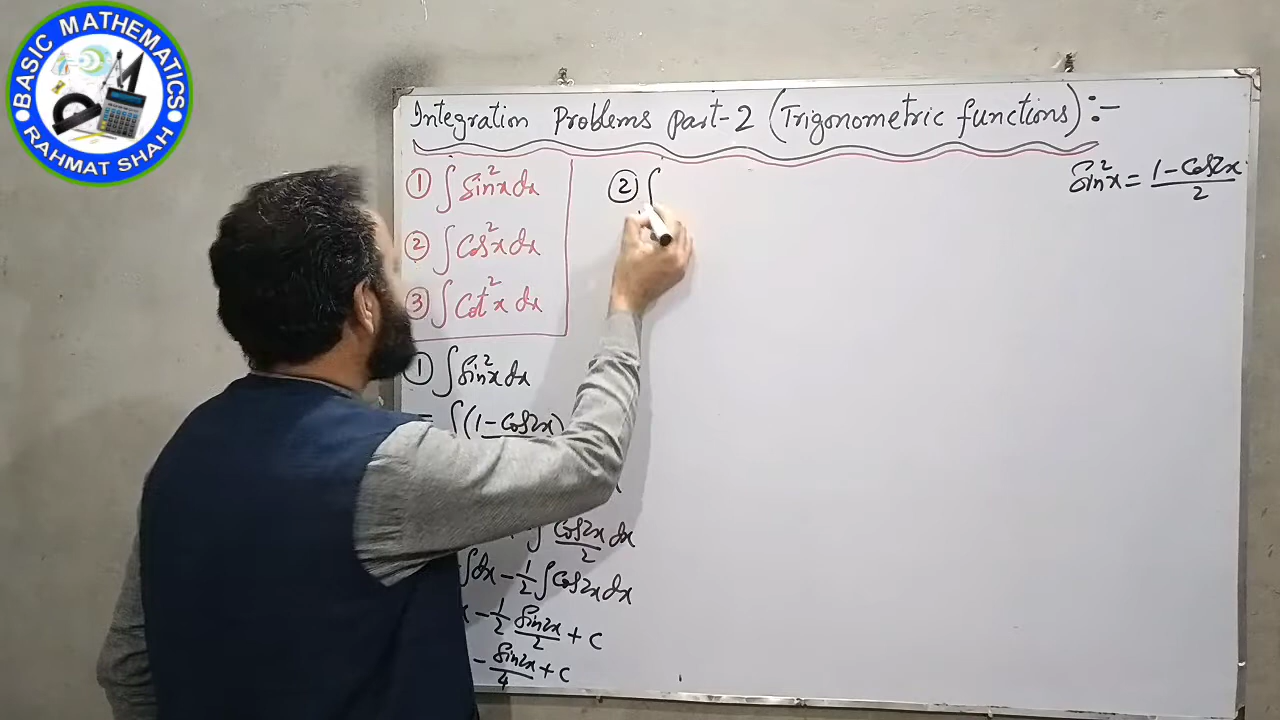 BASIC MATHEMATICS
RAHMAT SHAH
Integration Problems part-2 (Trigonometric functions):-
① ∫ Sin²x dx
② ∫ Cos²x dx
③ ∫ Cot²x dx
① ∫ Sin²x dx
= ∫ (1 - Cos2x)
∫ Cos2x/2 dx
∫ dx - 1/2 ∫ Cos2x dx
x - 1/2 Sin2x/2 + C
- Sin2x/4 + C
② ∫
Sin²x = 1 - Cos2x/2